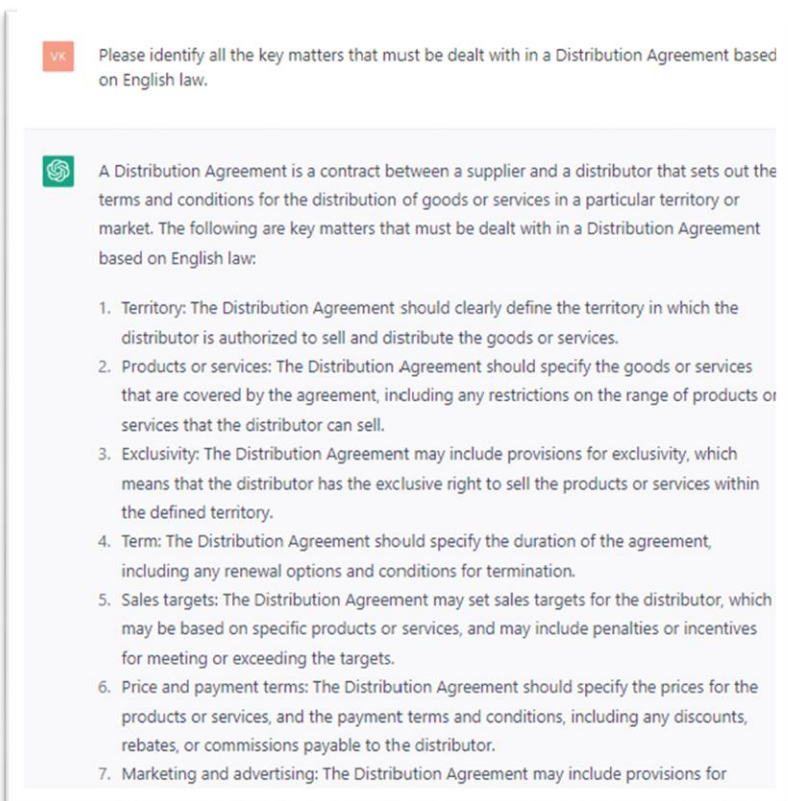 VK
Please identify all the key matters that must be dealt with in a Distribution Agreement based
on English law.
A Distribution Agreement is a contract between a supplier and a distributor that sets out the
terms and conditions for the distribution of goods or services in a particular territory or
market. The following are key matters that must be dealt with in a Distribution Agreement
based on English law:
1. Territory: The Distribution Agreement should clearly define the territory in which the
distributor is authorized to sell and distribute the goods or services.
2. Products or services: The Distribution Agreement should specify the goods or services
that are covered by the agreement, including any restrictions on the range of products or
services that the distributor can sell.
3. Exclusivity: The Distribution Agreement may include provisions for exclusivity, which
means that the distributor has the exclusive right to sell the products or services within
the defined territory.
4. Term: The Distribution Agreement should specify the duration of the agreement,
including any renewal options and conditions for termination.
5. Sales targets: The Distribution Agreement may set sales targets for the distributor, which
may be based on specific products or services, and may include penalties or incentives
for meeting or exceeding the targets.
6. Price and payment terms: The Distribution Agreement should specify the prices for the
products or services, and the payment terms and conditions, including any discounts,
rebates, or commissions payable to the distributor.
7. Marketing and advertising: The Distribution Agreement may include provisions for